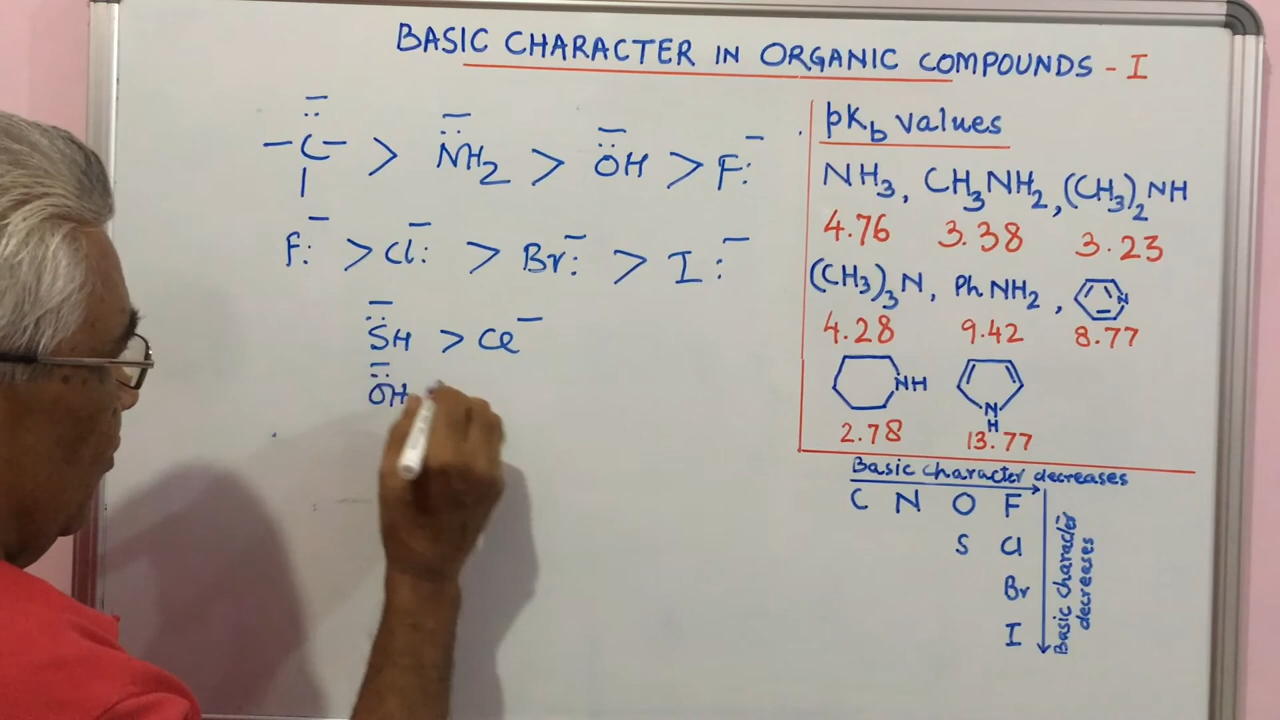 BASIC CHARACTER IN ORGANIC COMPOUNDS - I
–C̈⁻– > N̈H₂⁻ > ÖH⁻ > F:⁻
F:⁻ > Cl:⁻ > Br:⁻ > I:⁻
S̈H⁻ > Cl⁻
ÖH⁻
pKb values
NH₃, CH₃NH₂, (CH₃)₂NH
4.76 3.38 3.23
(CH₃)₃N, PhNH₂, N
4.28 9.42 8.77
NH N
H
2.78 13.77
Basic character decreases
C N O F
S Cl
Br
I
Basic character
decreases